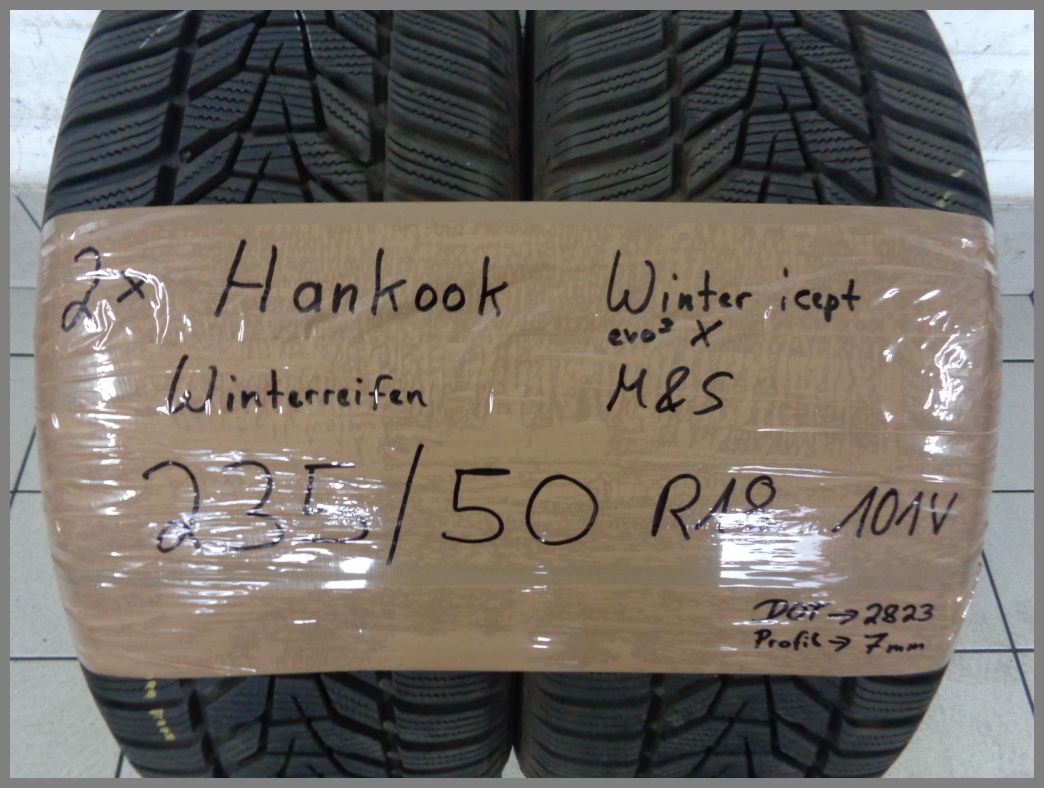 2x Hankook Winter icept
evo³ X
Winterreifen M&S
235/50 R18 101V
DOT → 2823
Profil → 7mm